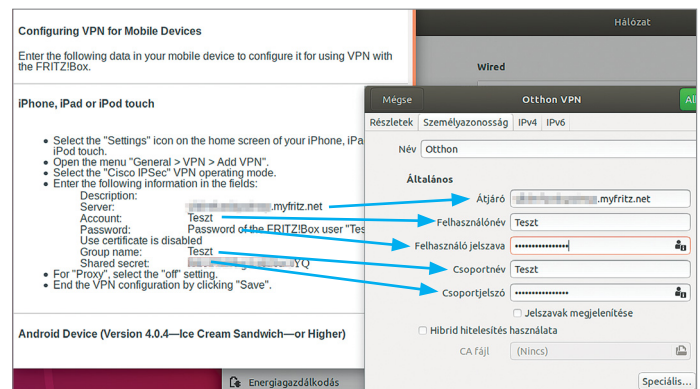 Configuring VPN for Mobile Devices
Enter the following data in your mobile device to configure it for using VPN with
the FRITZ!Box.
iPhone, iPad or iPod touch
• Select the "Settings" icon on the home screen of your iPhone, iPa
iPod touch.
• Open the menu "General > VPN > Add VPN".
• Select the "Cisco IPSec" VPN operating mode.
• Enter the following information in the fields:
Description:
Server: .myfritz.net
Account: Teszt
Password: Password of the FRITZ!Box user "Tes
Use certificate is disabled
Group name: Teszt
Shared secret: YQ
• For "Proxy", select the "off" setting.
• End the VPN configuration by clicking "Save".
Android Device (Version 4.0.4—Ice Cream Sandwich—or Higher)
Hálózat
Wired
Mégse
Otthon VPN
Al
Részletek Személyazonosság IPv4 IPv6
Név Otthon
Általános
Átjáró .myfritz.net
Felhasználónév Teszt
Felhasználó jelszava ••••••••••••••••
Csoportnév Teszt
Csoportjelszó ••••••••••••••••
Jelszavak megjelenítése
Hibrid hitelesítés használata
CA fájl (Nincs)
Speciális...
Energiagazdálkodás